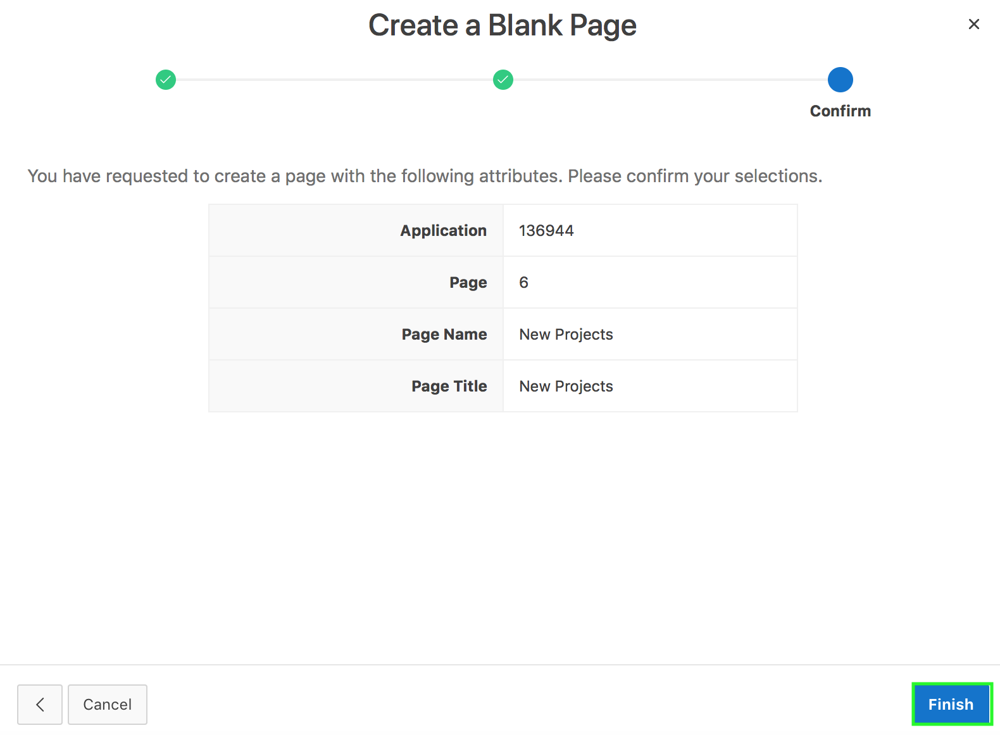 Create a Blank Page
Confirm
You have requested to create a page with the following attributes. Please confirm your selections.
Application 136944
Page 6
Page Name New Projects
Page Title New Projects
Cancel Finish